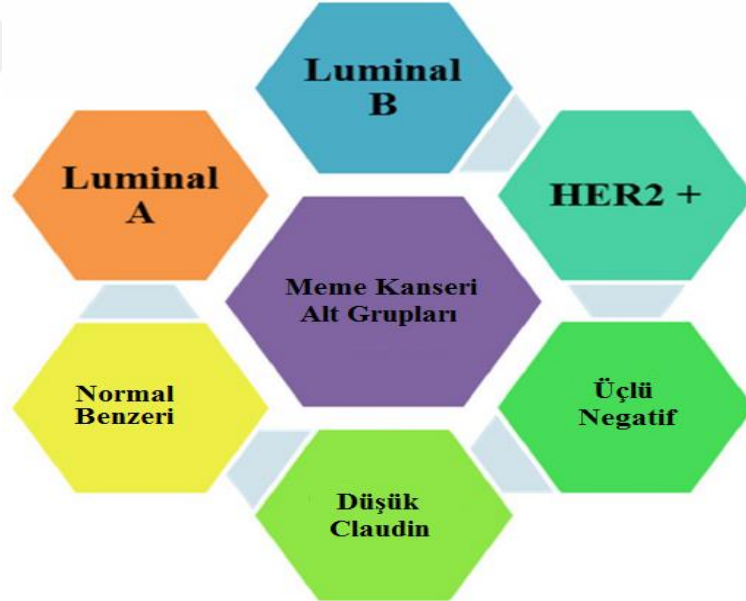 Luminal
B
Luminal
A
HER2 +
Meme Kanseri
Alt Grupları
Normal
Benzeri
Üçlü
Negatif
Düşük
Claudin